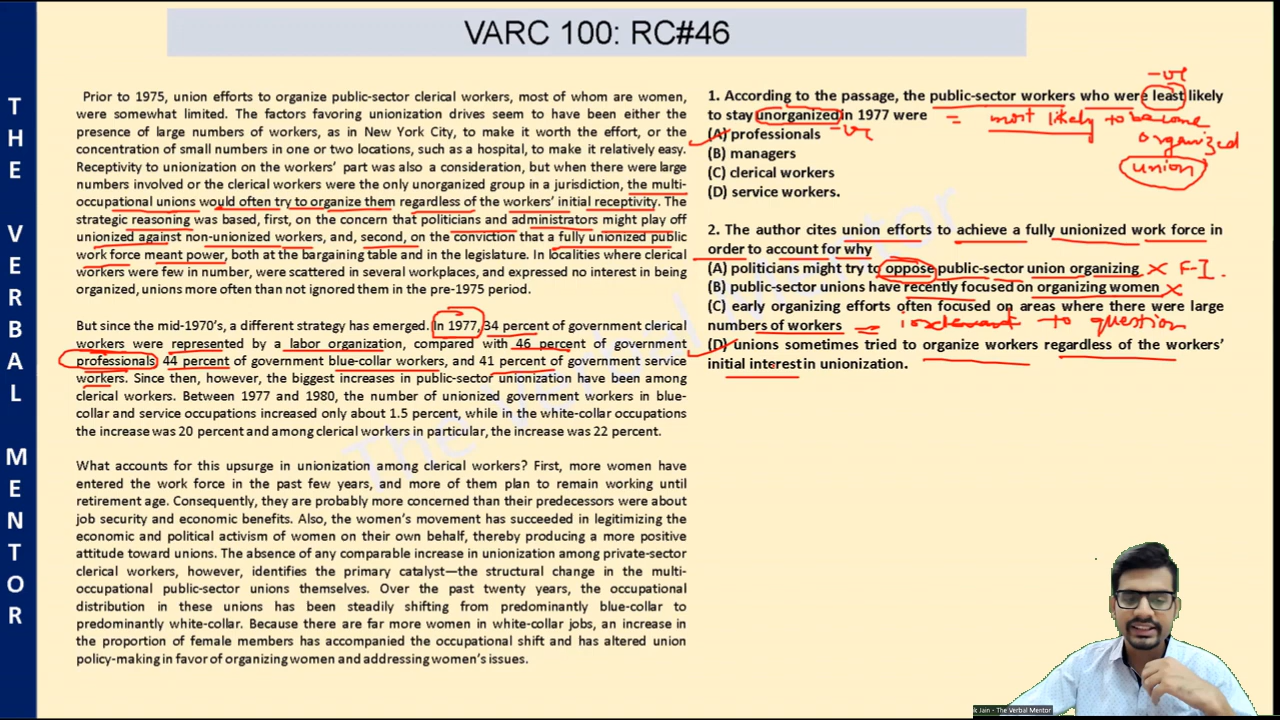 VARC 100: RC#46
THE VERBAL MENTOR
Prior to 1975, union efforts to organize public-sector clerical workers, most of whom are women,
were somewhat limited. The factors favoring unionization drives seem to have been either the
presence of large numbers of workers, as in New York City, to make it worth the effort, or the
concentration of small numbers in one or two locations, such as a hospital, to make it relatively easy.
Receptivity to unionization on the workers' part was also a consideration, but when there were large
numbers involved or the clerical workers were the only unorganized group in a jurisdiction, the multi-
occupational unions would often try to organize them regardless of the workers' initial receptivity. The
strategic reasoning was based, first, on the concern that politicians and administrators might play off
unionized against non-unionized workers, and, second, on the conviction that a fully unionized public
work force meant power, both at the bargaining table and in the legislature. In localities where clerical
workers were few in number, were scattered in several workplaces, and expressed no interest in being
organized, unions more often than not ignored them in the pre-1975 period.
But since the mid-1970's, a different strategy has emerged. In 1977, 34 percent of government clerical
workers were represented by a labor organization, compared with 46 percent of government
professionals, 44 percent of government blue-collar workers, and 41 percent of government service
workers. Since then, however, the biggest increases in public-sector unionization have been among
clerical workers. Between 1977 and 1980, the number of unionized government workers in blue-
collar and service occupations increased only about 1.5 percent, while in the white-collar occupations
the increase was 20 percent and among clerical workers in particular, the increase was 22 percent.
What accounts for this upsurge in unionization among clerical workers? First, more women have
entered the work force in the past few years, and more of them plan to remain working until
retirement age. Consequently, they are probably more concerned than their predecessors were about
job security and economic benefits. Also, the women's movement has succeeded in legitimizing the
economic and political activism of women on their own behalf, thereby producing a more positive
attitude toward unions. The absence of any comparable increase in unionization among private-sector
clerical workers, however, identifies the primary catalyst—the structural change in the multi-
occupational public-sector unions themselves. Over the past twenty years, the occupational
distribution in these unions has been steadily shifting from predominantly blue-collar to
predominantly white-collar. Because there are far more women in white-collar jobs, an increase in
the proportion of female members has accompanied the occupational shift and has altered union
policy-making in favor of organizing women and addressing women's issues.
-ve
1. According to the passage, the public-sector workers who were least likely
to stay unorganized in 1977 were
= most likely to become
organized
union
-ve
(A) professionals
(B) managers
(C) clerical workers
(D) service workers.
2. The author cites union efforts to achieve a fully unionized work force in
order to account for why
(A) politicians might try to oppose public-sector union organizing
× F-I.
(B) public-sector unions have recently focused on organizing women
×
(C) early organizing efforts often focused on areas where there were large
numbers of workers
= irrelevant to question
(D) unions sometimes tried to organize workers regardless of the workers'
initial interest in unionization.
The Verbal Mentor
Jain - The Verbal Mentor